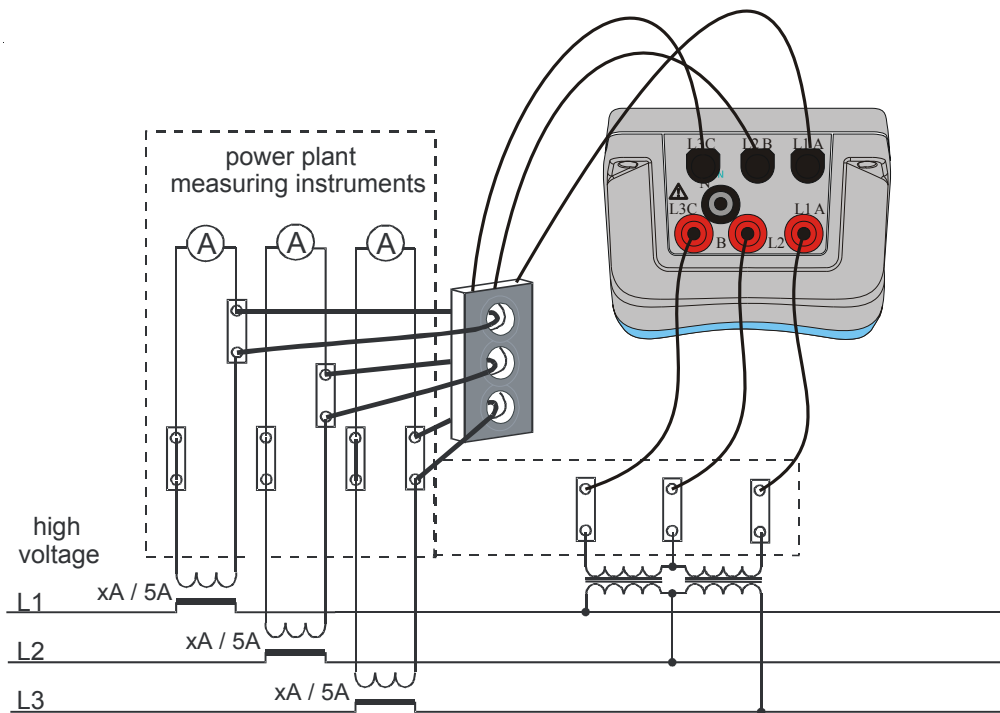 power plant
measuring instruments
A
A
A
L3C
L2 B
L1 A
N
N
L3C
L1 A
B
L2
high
voltage
xA / 5A
L1
xA / 5A
L2
xA / 5A
L3